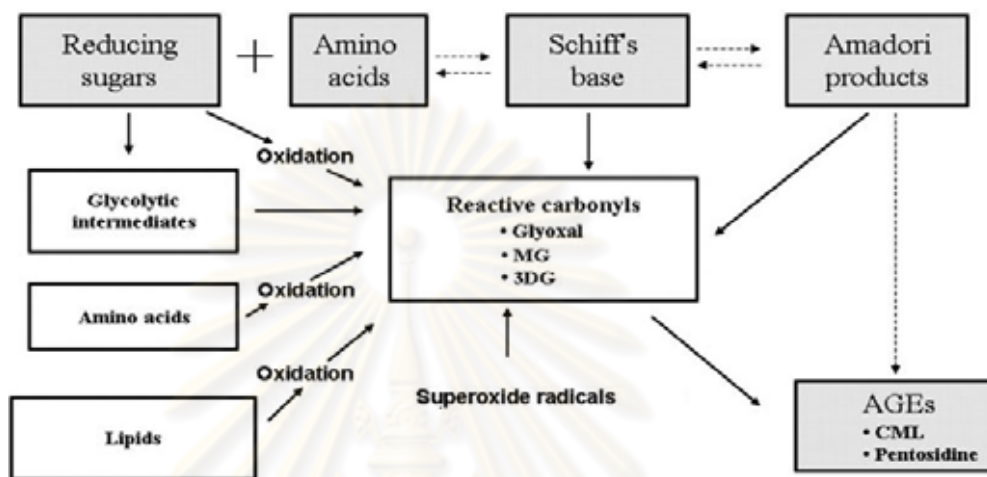 Reducing sugars
+
Amino acids
Schiff's base
Amadori products
Oxidation
Glycolytic intermediates
Reactive carbonyls
• Glyoxal
• MG
• 3DG
Oxidation
Amino acids
Oxidation
Superoxide radicals
Lipids
AGEs
• CML
• Pentosidine